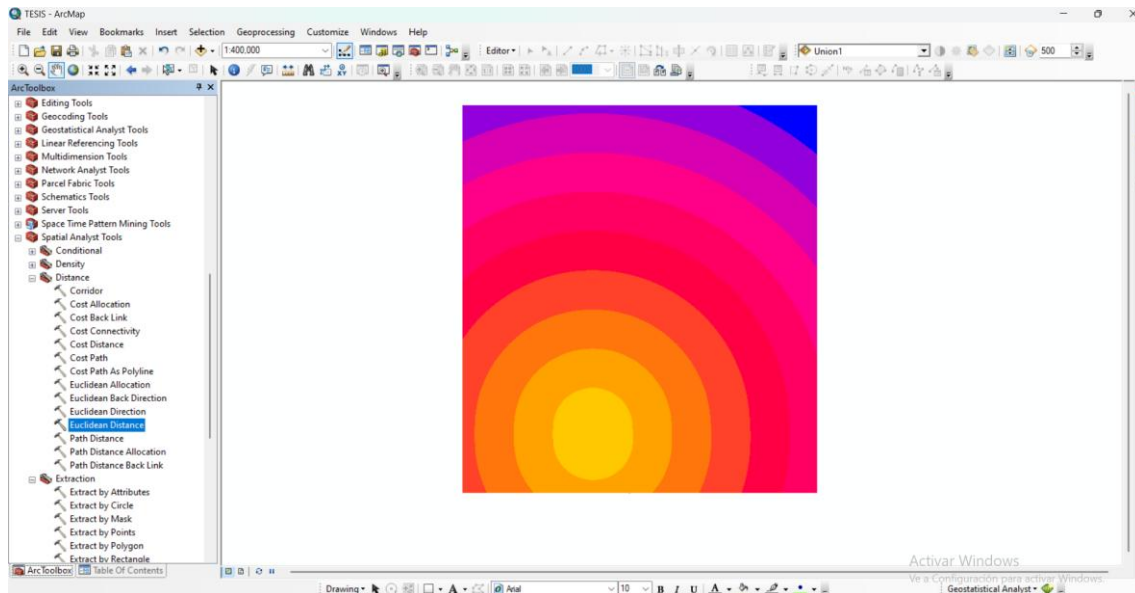 TESIS - ArcMap
File Edit View Bookmarks Insert Selection Geoprocessing Customize Windows Help
1:400,000 Editor Union1 500
ArcToolbox
Editing Tools
Geocoding Tools
Geostatistical Analyst Tools
Linear Referencing Tools
Multidimension Tools
Network Analyst Tools
Parcel Fabric Tools
Schematics Tools
Server Tools
Space Time Pattern Mining Tools
Spatial Analyst Tools
Conditional
Density
Distance
Corridor
Cost Allocation
Cost Back Link
Cost Connectivity
Cost Distance
Cost Path
Cost Path As Polyline
Euclidean Allocation
Euclidean Back Direction
Euclidean Direction
Euclidean Distance
Path Distance
Path Distance Allocation
Path Distance Back Link
Extraction
Extract by Attributes
Extract by Circle
Extract by Mask
Extract by Points
Extract by Polygon
Extract by Rectangle
ArcToolbox Table Of Contents
Activar Windows
Ve a Configuración para activar Windows.
Drawing A Arial 10 B I U A Geostatistical Analyst